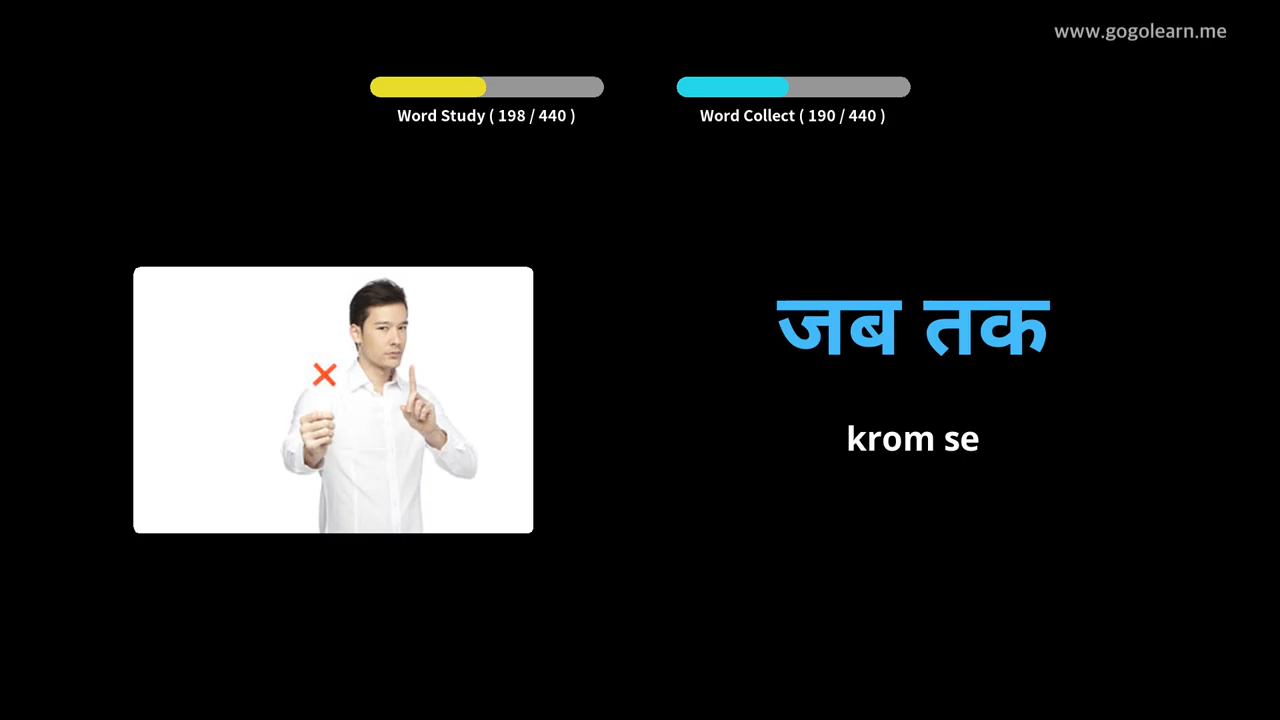 www.gogolearn.me
Word Study ( 198 / 440 )
Word Collect ( 190 / 440 )
जब तक
krom se